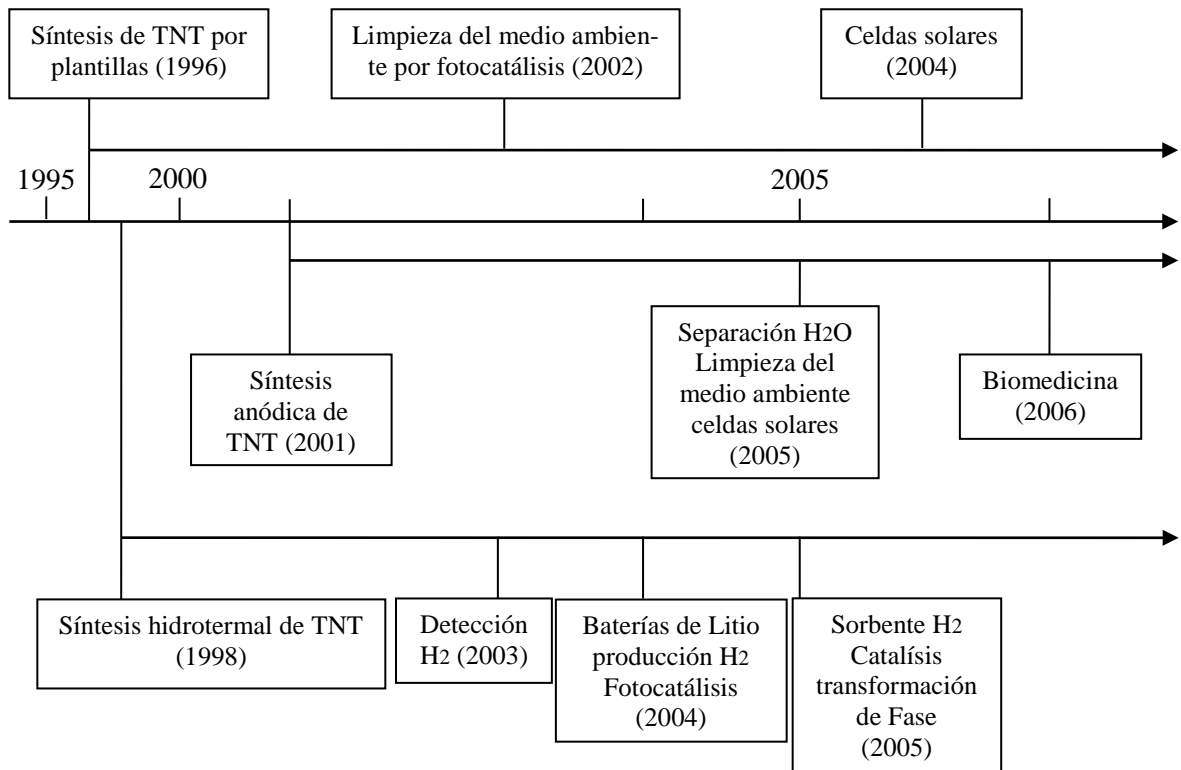 Síntesis de TNT por
plantillas (1996)
Limpieza del medio ambien-
te por fotocatálisis (2002)
Celdas solares
(2004)
1995
2000
2005
Síntesis
anódica de
TNT (2001)
Separación H2O
Limpieza del
medio ambiente
celdas solares
(2005)
Biomedicina
(2006)
Síntesis hidrotermal de TNT
(1998)
Detección
H2 (2003)
Baterías de Litio
producción H2
Fotocatálisis
(2004)
Sorbente H2
Catalísis
transformación
de Fase
(2005)